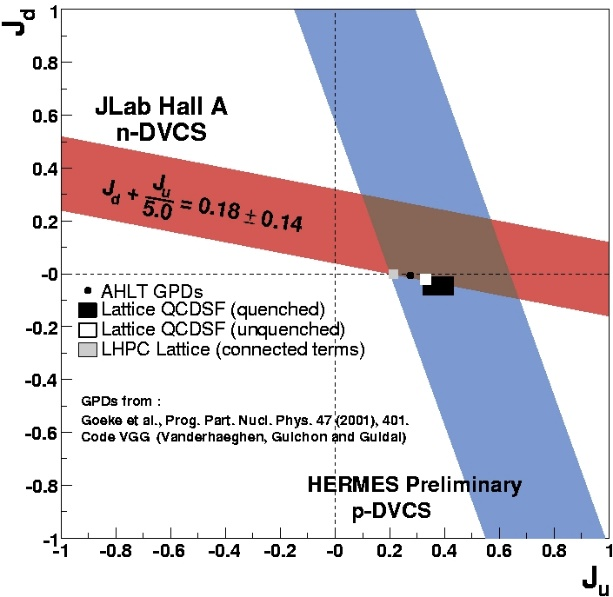 J_d
1
0.8
0.6
0.4
0.2
-0
-0.2
-0.4
-0.6
-0.8
-1
JLab Hall A
n-DVCS
J_d + J_u/5.0 = 0.18 ± 0.14
AHLT GPDs
Lattice QCDSF (quenched)
Lattice QCDSF (unquenched)
LHPC Lattice (connected terms)
GPDs from :
Goeke et al., Prog. Part. Nucl. Phys. 47 (2001), 401.
Code VGG (Vanderhaeghen, Guichon and Guidal)
HERMES Preliminary
p-DVCS
-1 -0.8 -0.6 -0.4 -0.2 -0 0.2 0.4 0.6 0.8 1
J_u